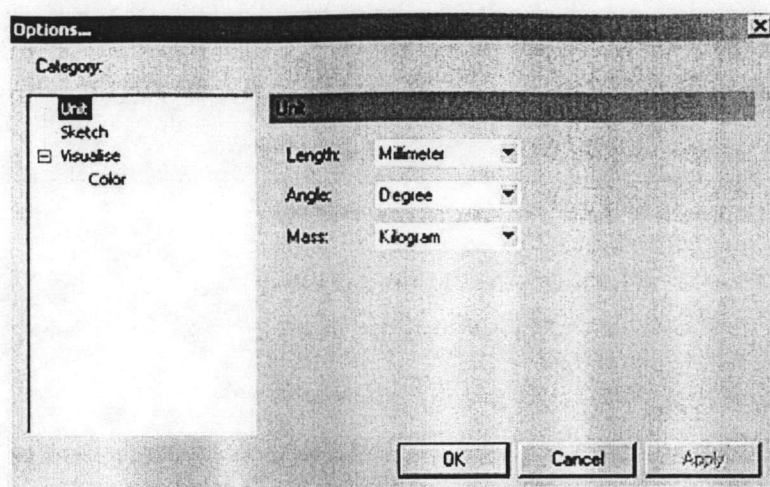 Options...
Category:
Unit
Sketch
Visualise
Color
Unit
Length: Millimeter
Angle: Degree
Mass: Kilogram
OK Cancel Apply